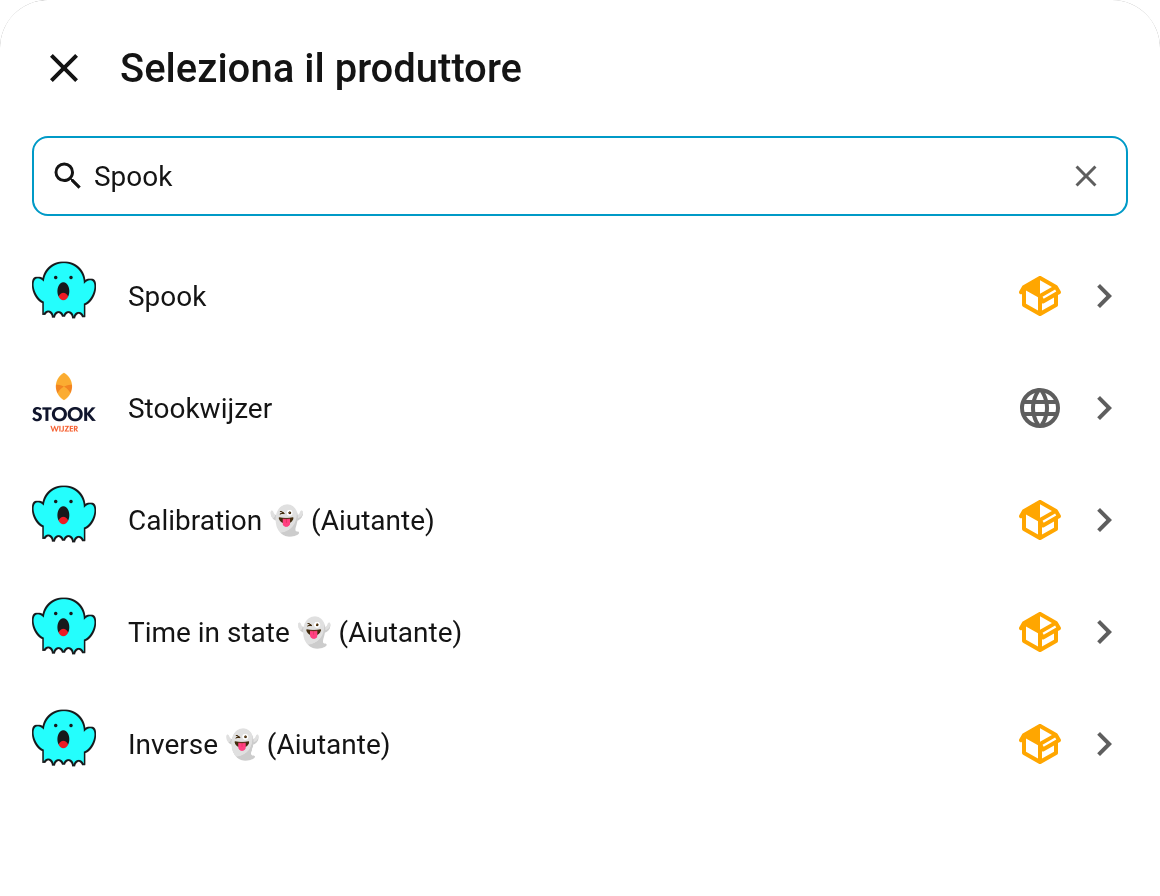 Seleziona il produttore
Spook
Spook
STOOK
WIJZER
Stookwijzer
Calibration 👻 (Aiutante)
Time in state 👻 (Aiutante)
Inverse 👻 (Aiutante)